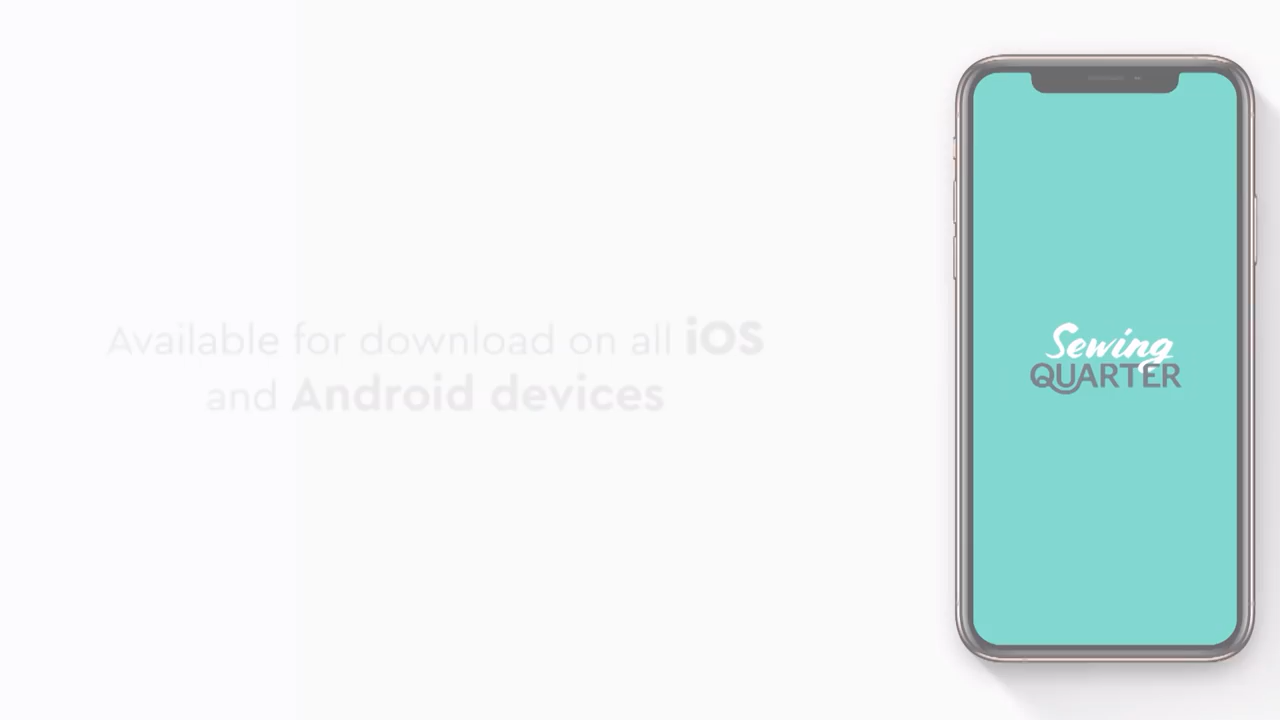 Available for download on all iOS
and Android devices
Sewing
QUARTER